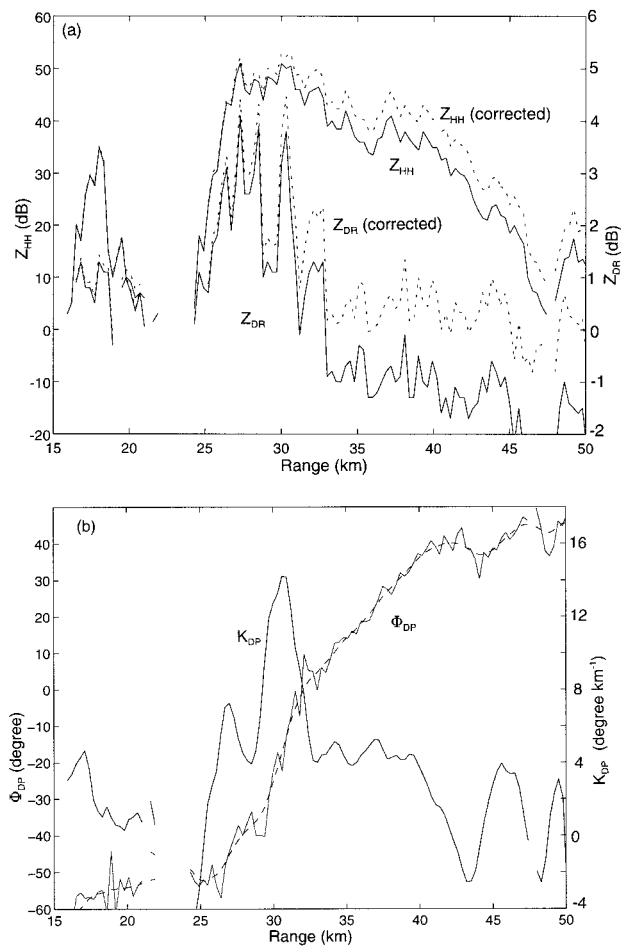 (a)
60
50
40
30
20
10
0
-10
-20
Z_HH (dB)
6
5
4
3
2
1
0
-1
-2
Z_DR (dB)
Z_HH (corrected)
Z_HH
Z_DR (corrected)
Z_DR
15 20 25 30 35 40 45 50
Range (km)
(b)
40
30
20
10
0
-10
-20
-30
-40
-50
-60
Φ_DP (degree)
16
12
8
4
0
-4
K_DP (degree km⁻¹)
K_DP
Φ_DP
15 20 25 30 35 40 45 50
Range (km)